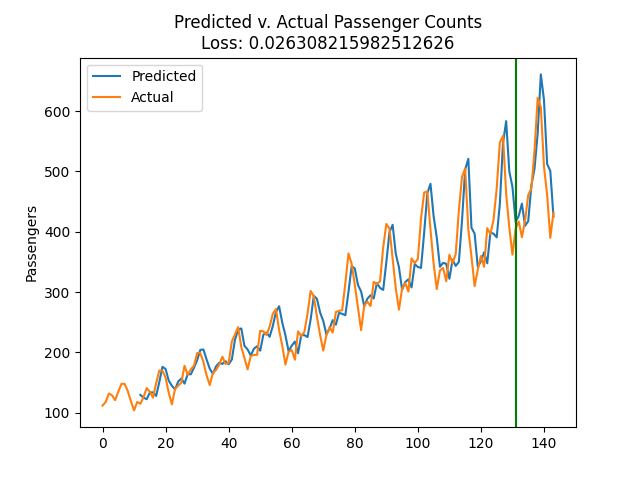 Predicted v. Actual Passenger Counts
Loss: 0.026308215982512626
Predicted
Actual
Passengers
600
500
400
300
200
100
0 20 40 60 80 100 120 140